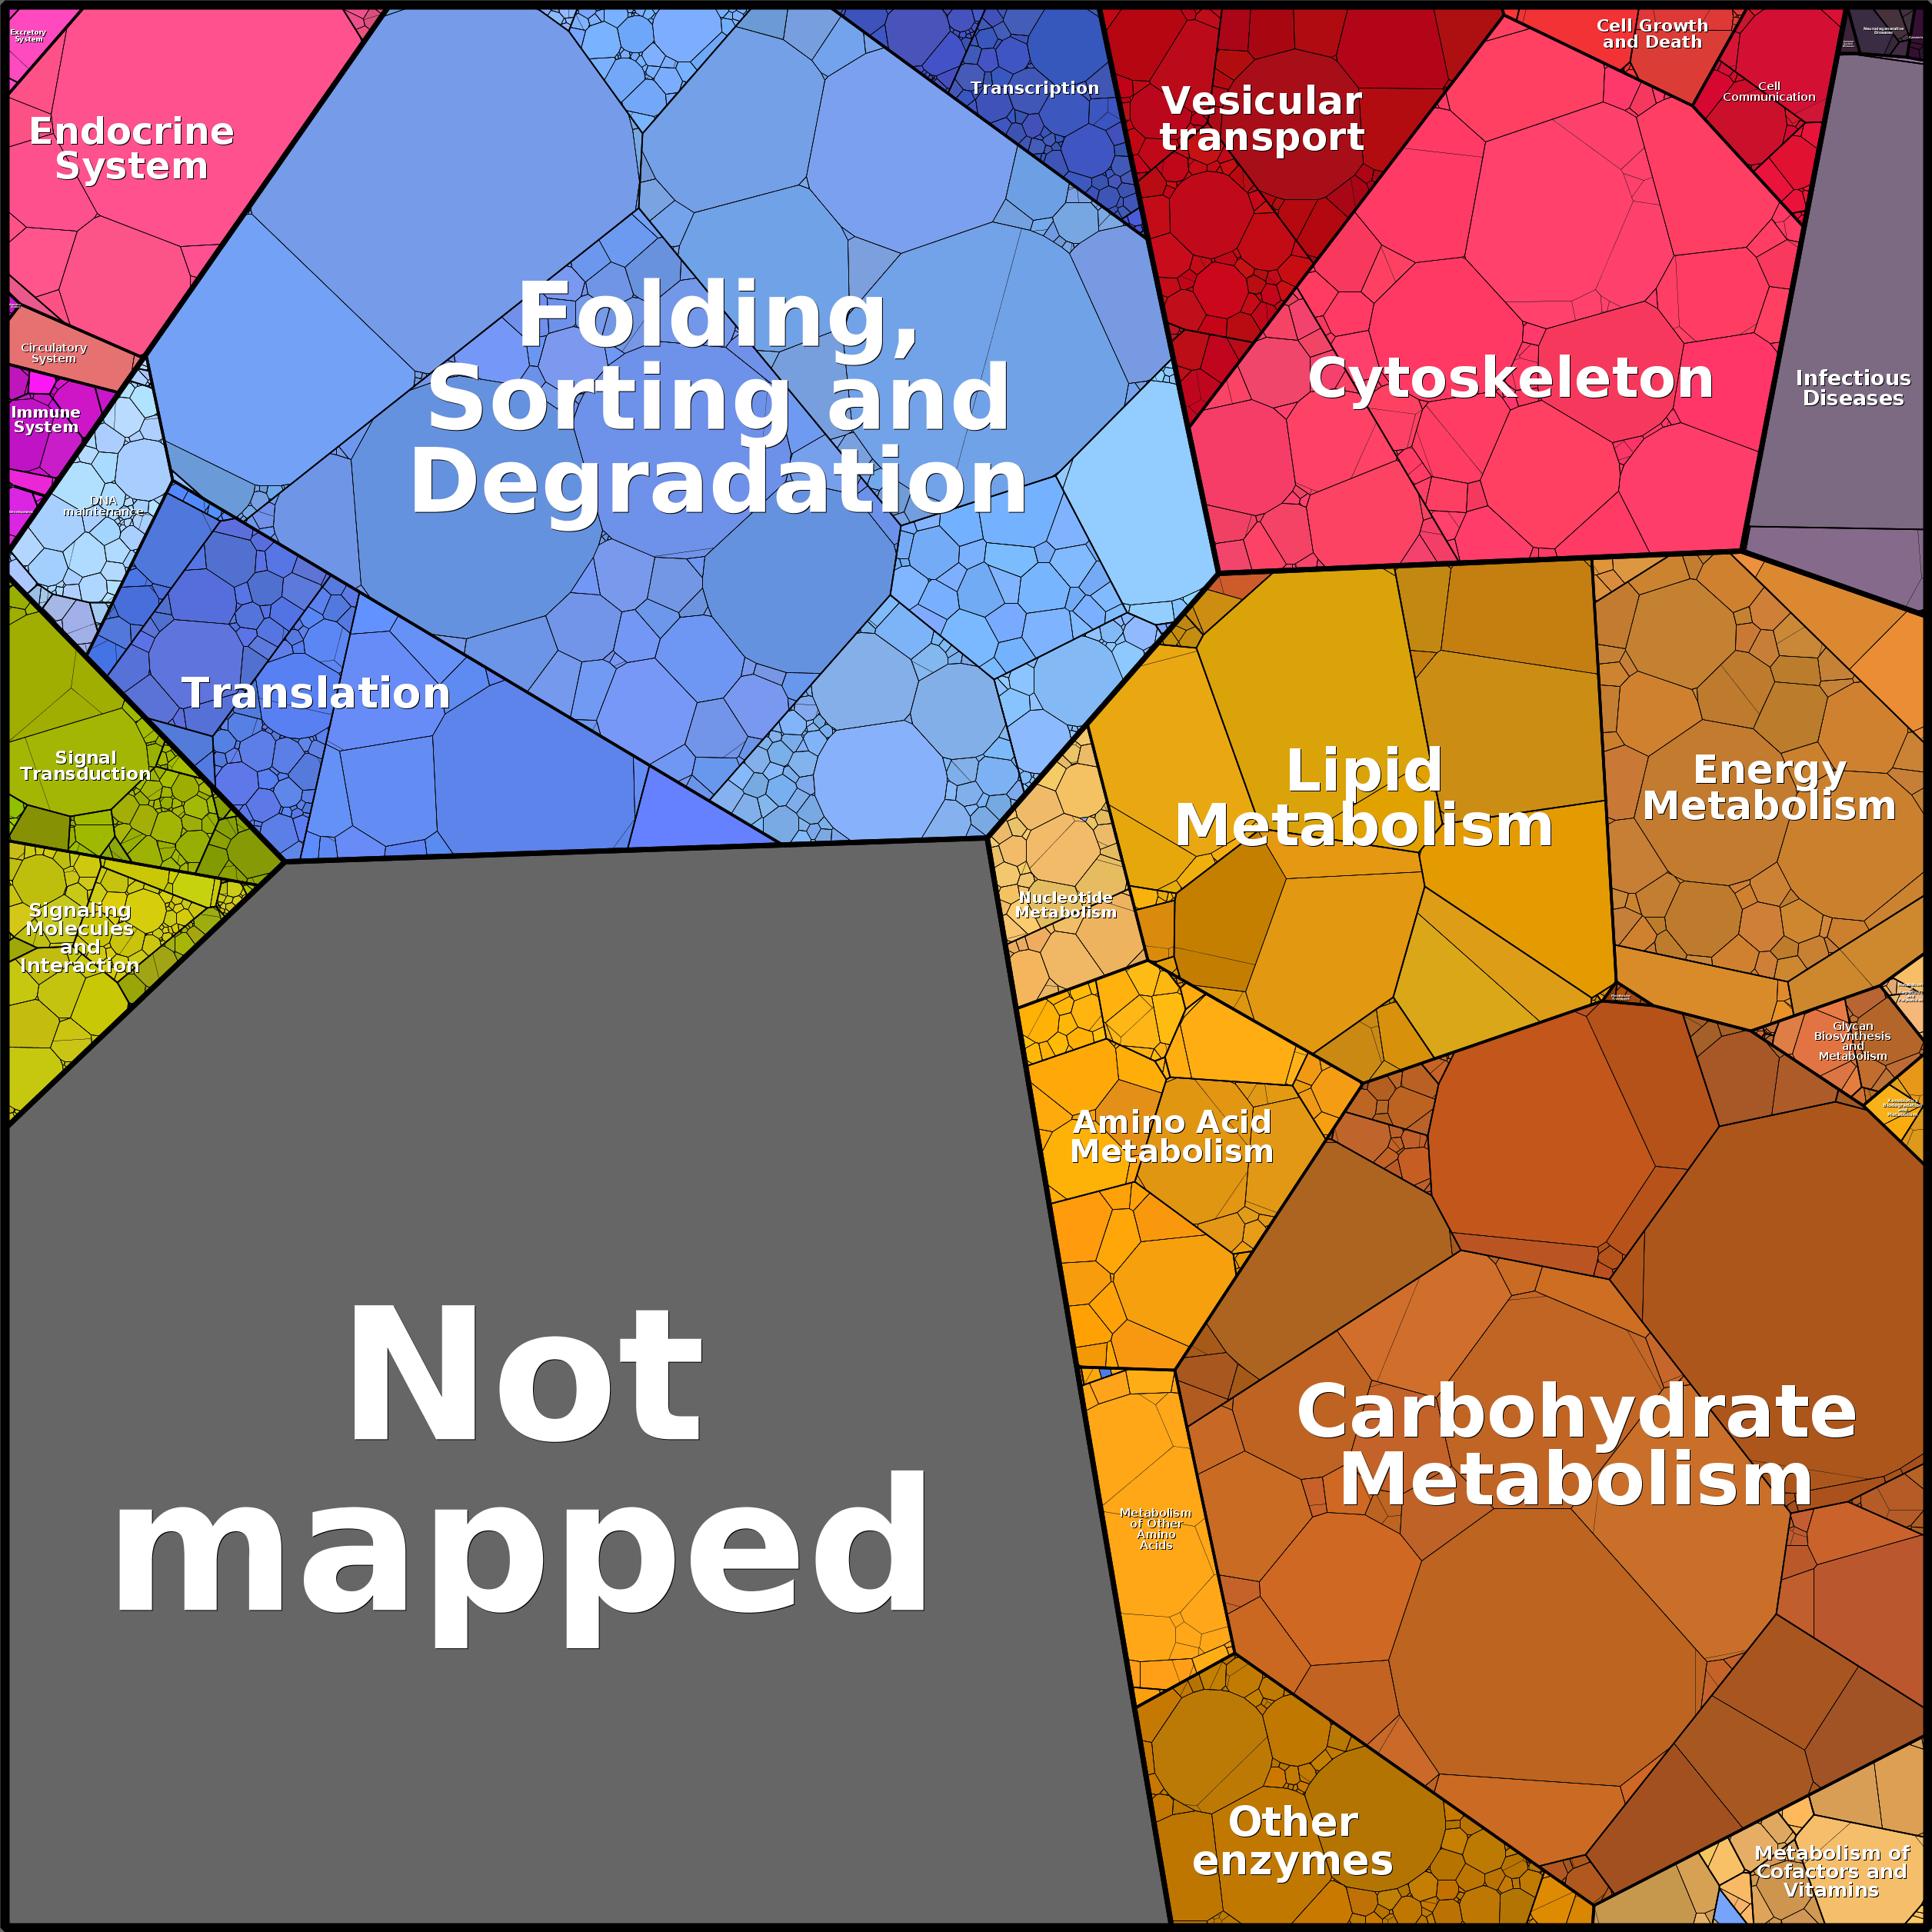 Excretory
System
Endocrine
System
Circulatory
System
Immune
System
DNA
maintenance
Folding,
Sorting and
Degradation
Transcription
Translation
Vesicular
transport
Cell Growth
and Death
Cell
Communication
Neurodegenerative
Diseases
Cytoskeleton
Infectious
Diseases
Signal
Transduction
Signaling
Molecules
and
Interaction
Not
mapped
Nucleotide
Metabolism
Lipid
Metabolism
Energy
Metabolism
Glycan
Biosynthesis
and
Metabolism
Amino Acid
Metabolism
Carbohydrate
Metabolism
Metabolism
of Other
Amino
Acids
Other
enzymes
Metabolism of
Cofactors and
Vitamins